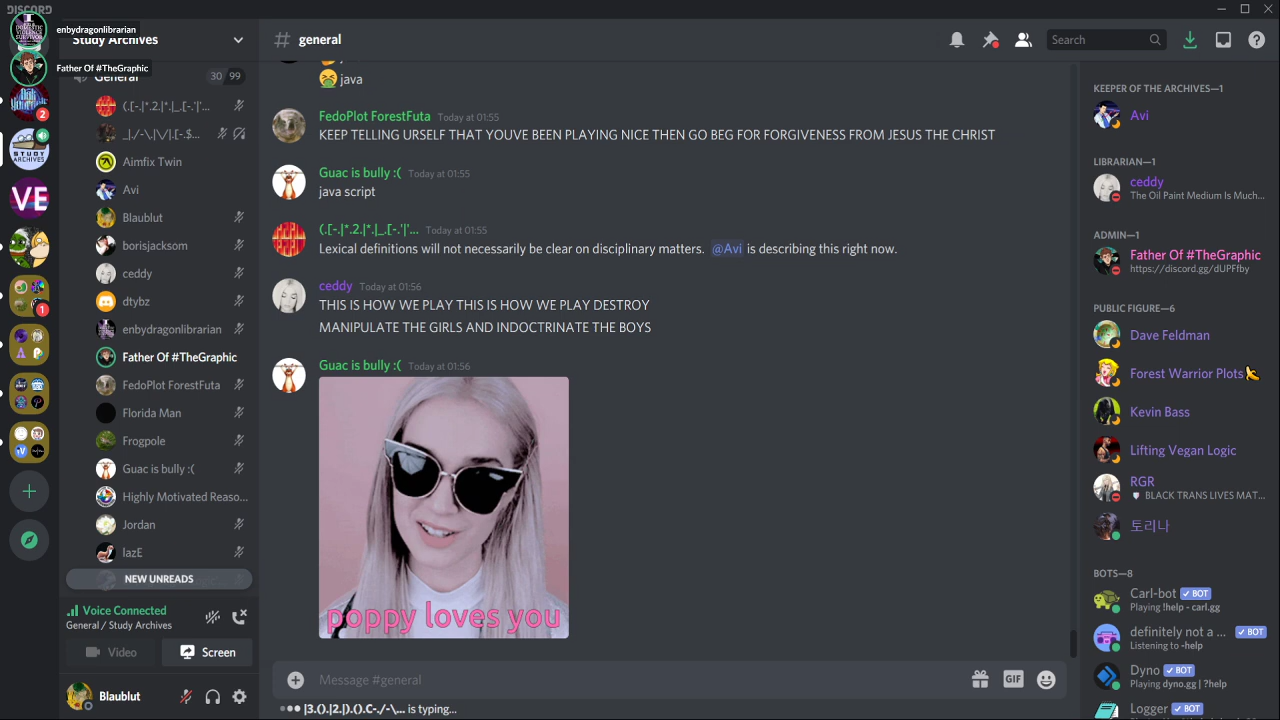 DISCORD
enbydragonlibrarian
Father Of #TheGraphic
2
STUDY ARCHIVES
VE
1
Study Archives
General 30 99
(.[-.|*.2.|*.|_.[-.'|'...
_|./-\.|\/|.[-.$...
Aimfix Twin
Avi
Blaublut
borisjacksom
ceddy
dtybz
enbydragonlibrarian
Father Of #TheGraphic
FedoPlot ForestFuta
Florida Man
Frogpole
Guac is bully :(
Highly Motivated Reaso...
Jordan
lazE
NEW UNREADS
Voice Connected
General / Study Archives
Video
Screen
Blaublut
# general
Search
java
FedoPlot ForestFuta Today at 01:55
KEEP TELLING URSELF THAT YOUVE BEEN PLAYING NICE THEN GO BEG FOR FORGIVENESS FROM JESUS THE CHRIST
Guac is bully :( Today at 01:55
java script
(.[-.|*.2.|*.|_.[-.'|'... Today at 01:55
Lexical definitions will not necessarily be clear on disciplinary matters. @Avi is describing this right now.
ceddy Today at 01:56
THIS IS HOW WE PLAY THIS IS HOW WE PLAY DESTROY
MANIPULATE THE GIRLS AND INDOCTRINATE THE BOYS
Guac is bully :( Today at 01:56
poppy loves you
Message #general
GIF
|3.().|2.|).().C-./-\... is typing...
KEEPER OF THE ARCHIVES—1
Avi
LIBRARIAN—1
ceddy
The Oil Paint Medium Is Much...
ADMIN—1
Father Of #TheGraphic
https://discord.gg/dUPFfby
PUBLIC FIGURE—6
Dave Feldman
Forest Warrior Plots
Kevin Bass
Lifting Vegan Logic
RGR
BLACK TRANS LIVES MAT...
토리나
BOTS—8
Carl-bot BOT
Playing !help - carl.gg
definitely not a ... BOT
Listening to -help
Dyno BOT
Playing dyno.gg | ?help
Logger BOT